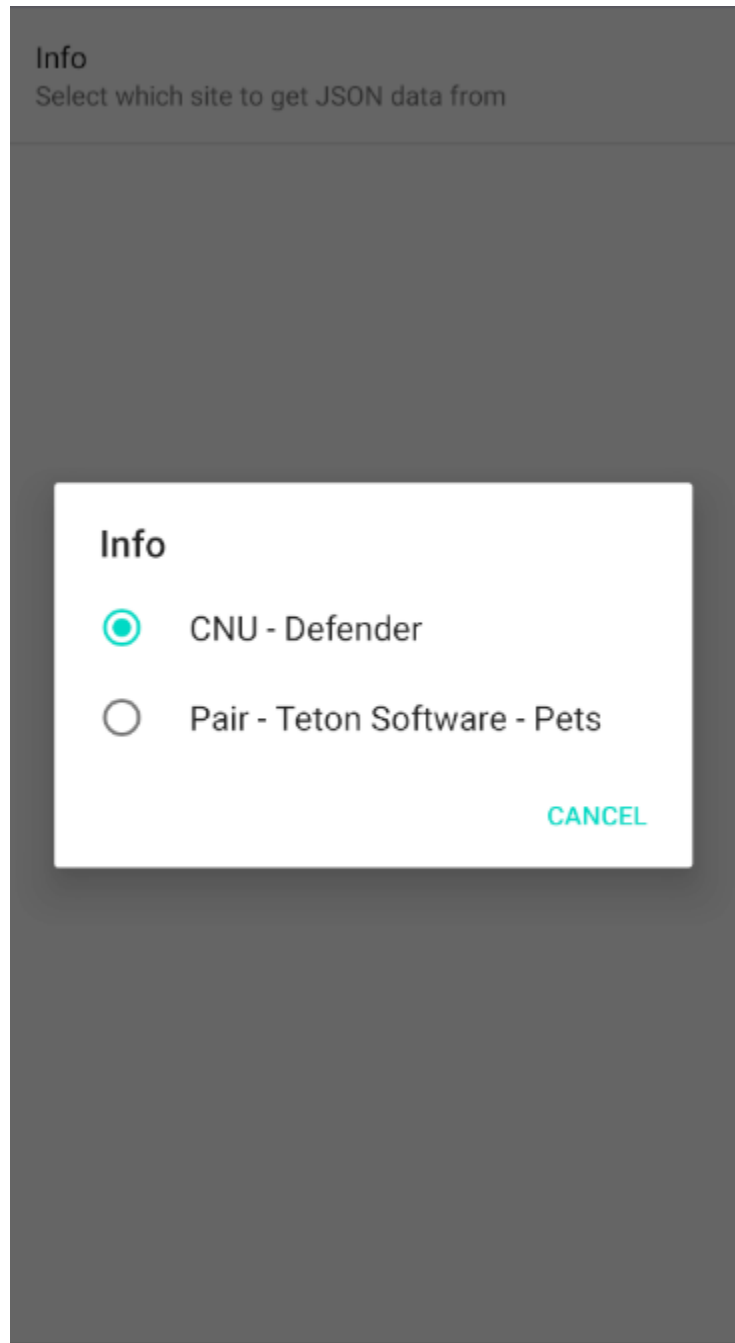 Info
Select which site to get JSON data from
Info
CNU - Defender
Pair - Teton Software - Pets
CANCEL